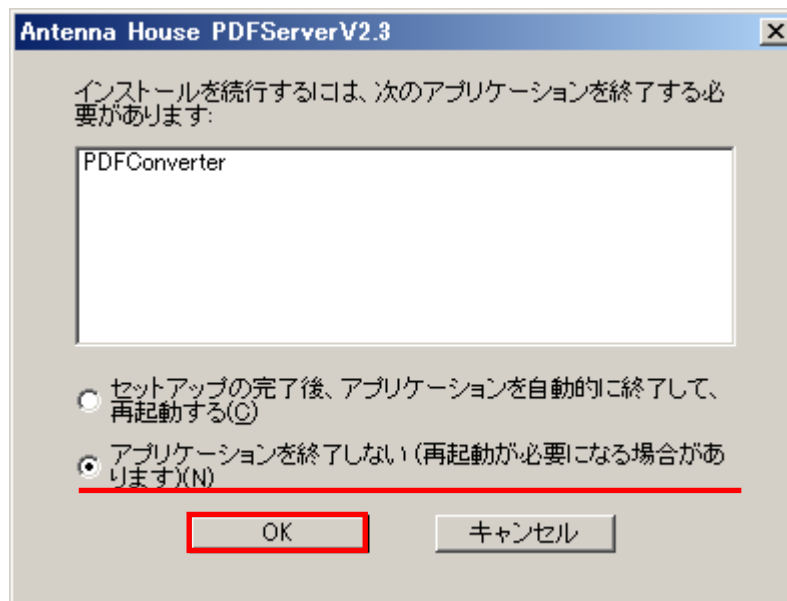 Antenna House PDFServerV2.3
インストールを続行するには、次のアプリケーションを終了する必
要があります:
PDFConverter
セットアップの完了後、アプリケーションを自動的に終了して、
再起動する(C)
アプリケーションを終了しない(再起動が必要になる場合があ
ります)(N)
OK
キャンセル